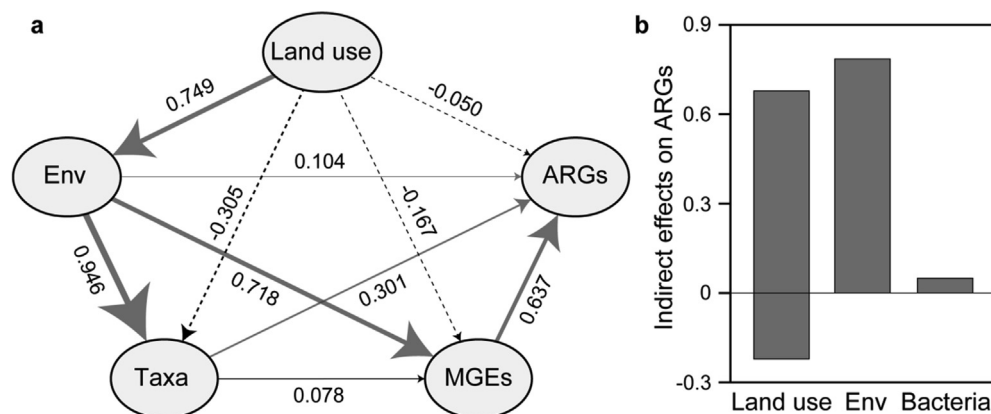 a
Land use
0.749
-0.050
Env
0.104
ARGs
-0.305
-0.167
0.946
0.718
0.301
0.637
Taxa
0.078
MGEs
b
Indirect effects on ARGs
0.9
0.6
0.3
0
-0.3
Land use Env Bacteria